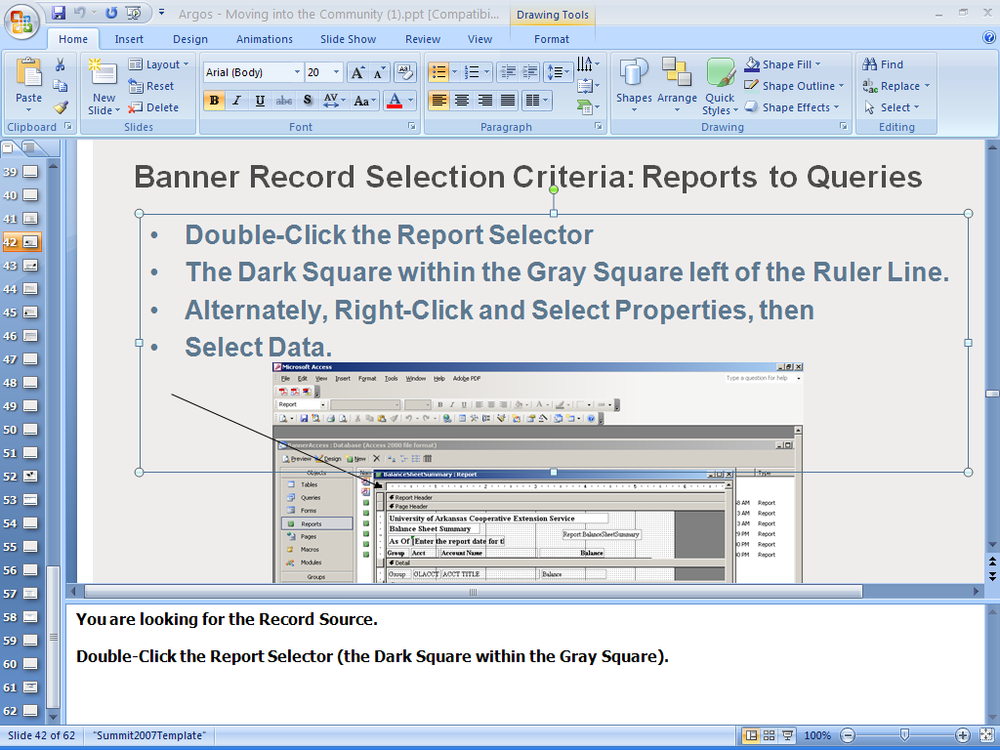 Argos - Moving into the Community (1).ppt [Compatibi...
Drawing Tools
Home
Insert
Design
Animations
Slide Show
Review
View
Format
Paste
Clipboard
New
Slide
Layout
Reset
Delete
Slides
Arial (Body)
20
Font
Paragraph
Shapes
Arrange
Quick
Styles
Shape Fill
Shape Outline
Shape Effects
Drawing
Find
Replace
Select
Editing
39
40
41
42
43
44
45
46
47
48
49
50
51
52
53
54
55
56
57
58
59
60
61
62
Banner Record Selection Criteria: Reports to Queries
• Double-Click the Report Selector
• The Dark Square within the Gray Square left of the Ruler Line.
• Alternately, Right-Click and Select Properties, then
• Select Data.
Microsoft Access
File Edit View Insert Format Tools Window Help Adobe PDF
Type a question for help
Report
BannerAccess : Database (Access 2000 file format)
Preview Design New
Objects
Tables
Queries
Forms
Reports
Pages
Macros
Modules
Groups
BalanceSheetSummary : Report
Report Header
Page Header
University of Arkansas Cooperative Extension Service
Balance Sheet Summary
Report BalanceSheetSummary
As Of Enter the report date for t
Group Acct Account Name Balance
Detail
Group GLACCT ACCT TITLE Balance
Type
AM Report
AM Report
PM Report
PM Report
PM Report
You are looking for the Record Source.
Double-Click the Report Selector (the Dark Square within the Gray Square).
Slide 42 of 62
"Summit2007Template"
100%